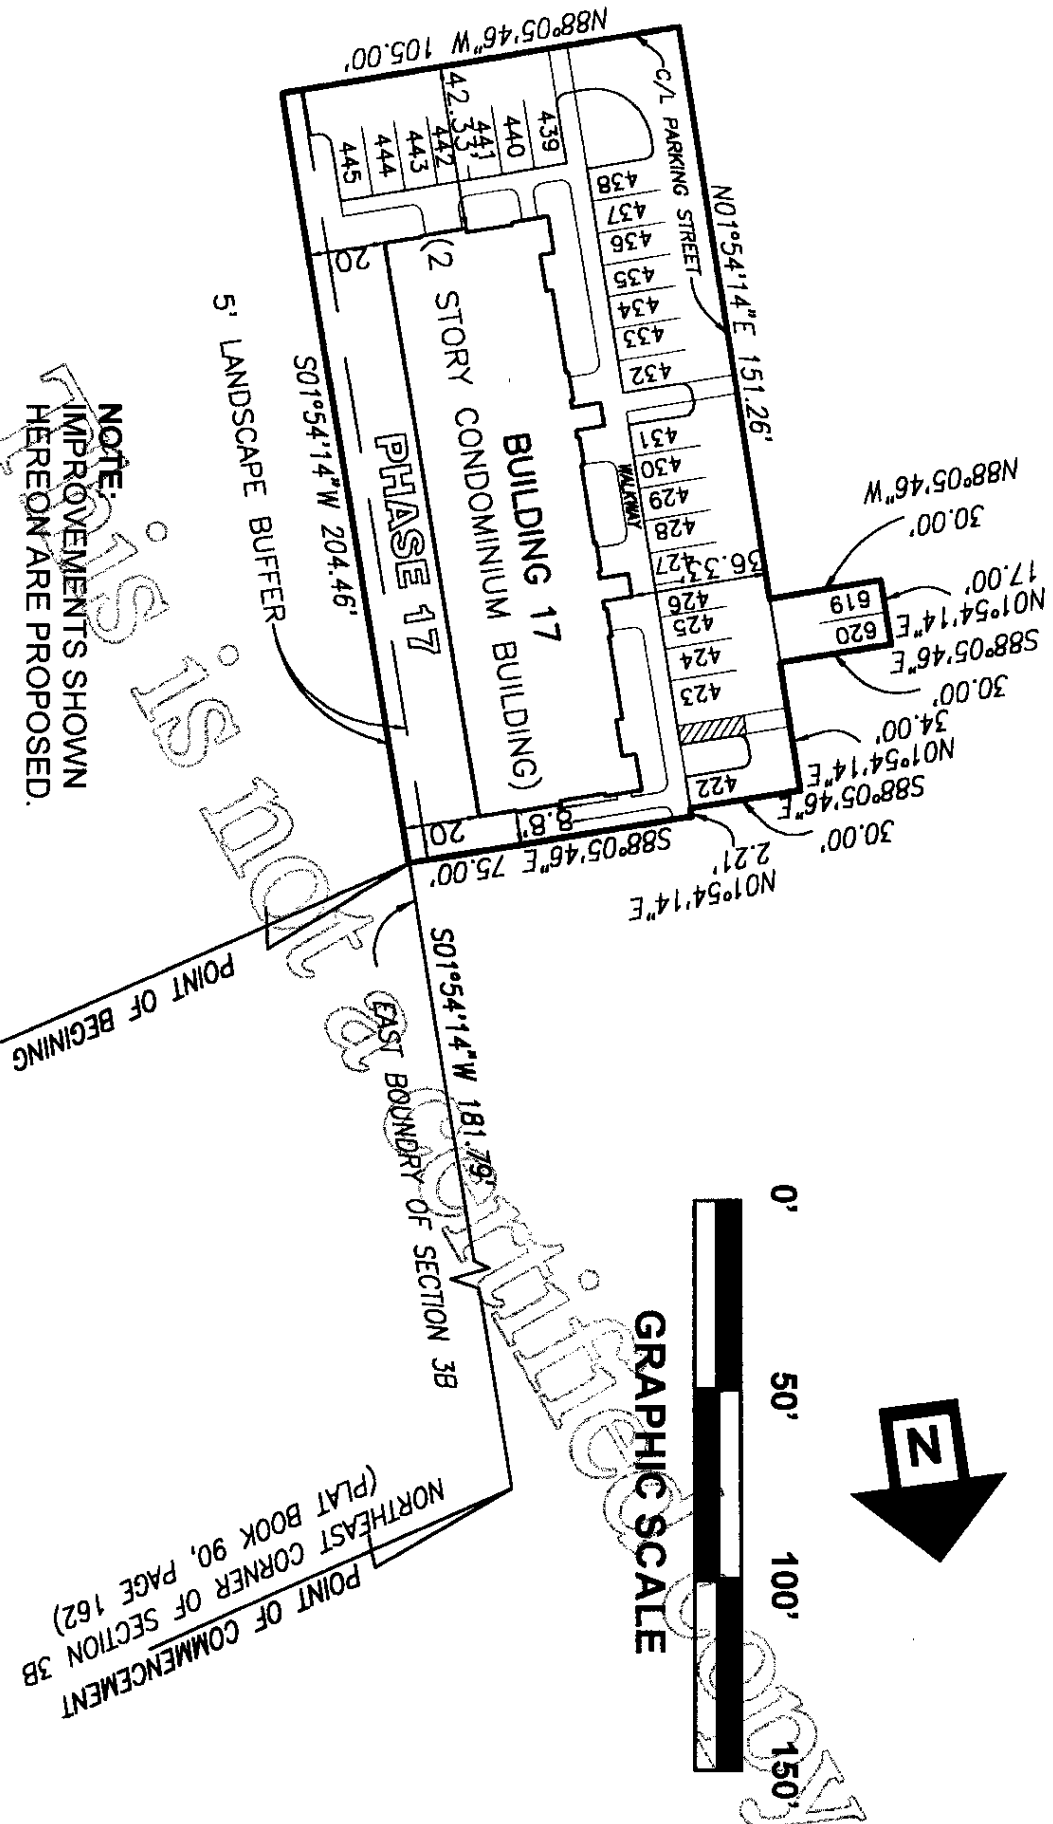 N88°05'46"W 105.00'
C/L PARKING STREET
N01°54'14"E 151.26'
N88°05'46"W
30.00'
17.00'
N01°54'14"E
S88°05'46"E
30.00'
34.00'
N01°54'14"E
S88°05'46"E
30.00'
2.21'
N01°54'14"E
S88°05'46"E 75.00'
S01°54'14"W 204.46'
S01°54'14"W 181.79'
439
440
441
442
443
444
445
42.33'
438
437
436
435
434
433
432
431
430
429
428
427
426
425
424
423
422
36.33'
619
620
WALKWAY
BUILDING 17
(2 STORY CONDOMINIUM BUILDING)
PHASE 17
20
20
8.8'
5' LANDSCAPE BUFFER
EAST BOUNDRY OF SECTION 3B
POINT OF BEGINING
POINT OF COMMENCEMENT
NORTHEAST CORNER OF SECTION 3B
(PLAT BOOK 90, PAGE 162)
NOTE:
IMPROVEMENTS SHOWN
HEREON ARE PROPOSED.
0' 50' 100' 150'
GRAPHIC SCALE
N
This is not a certified copy